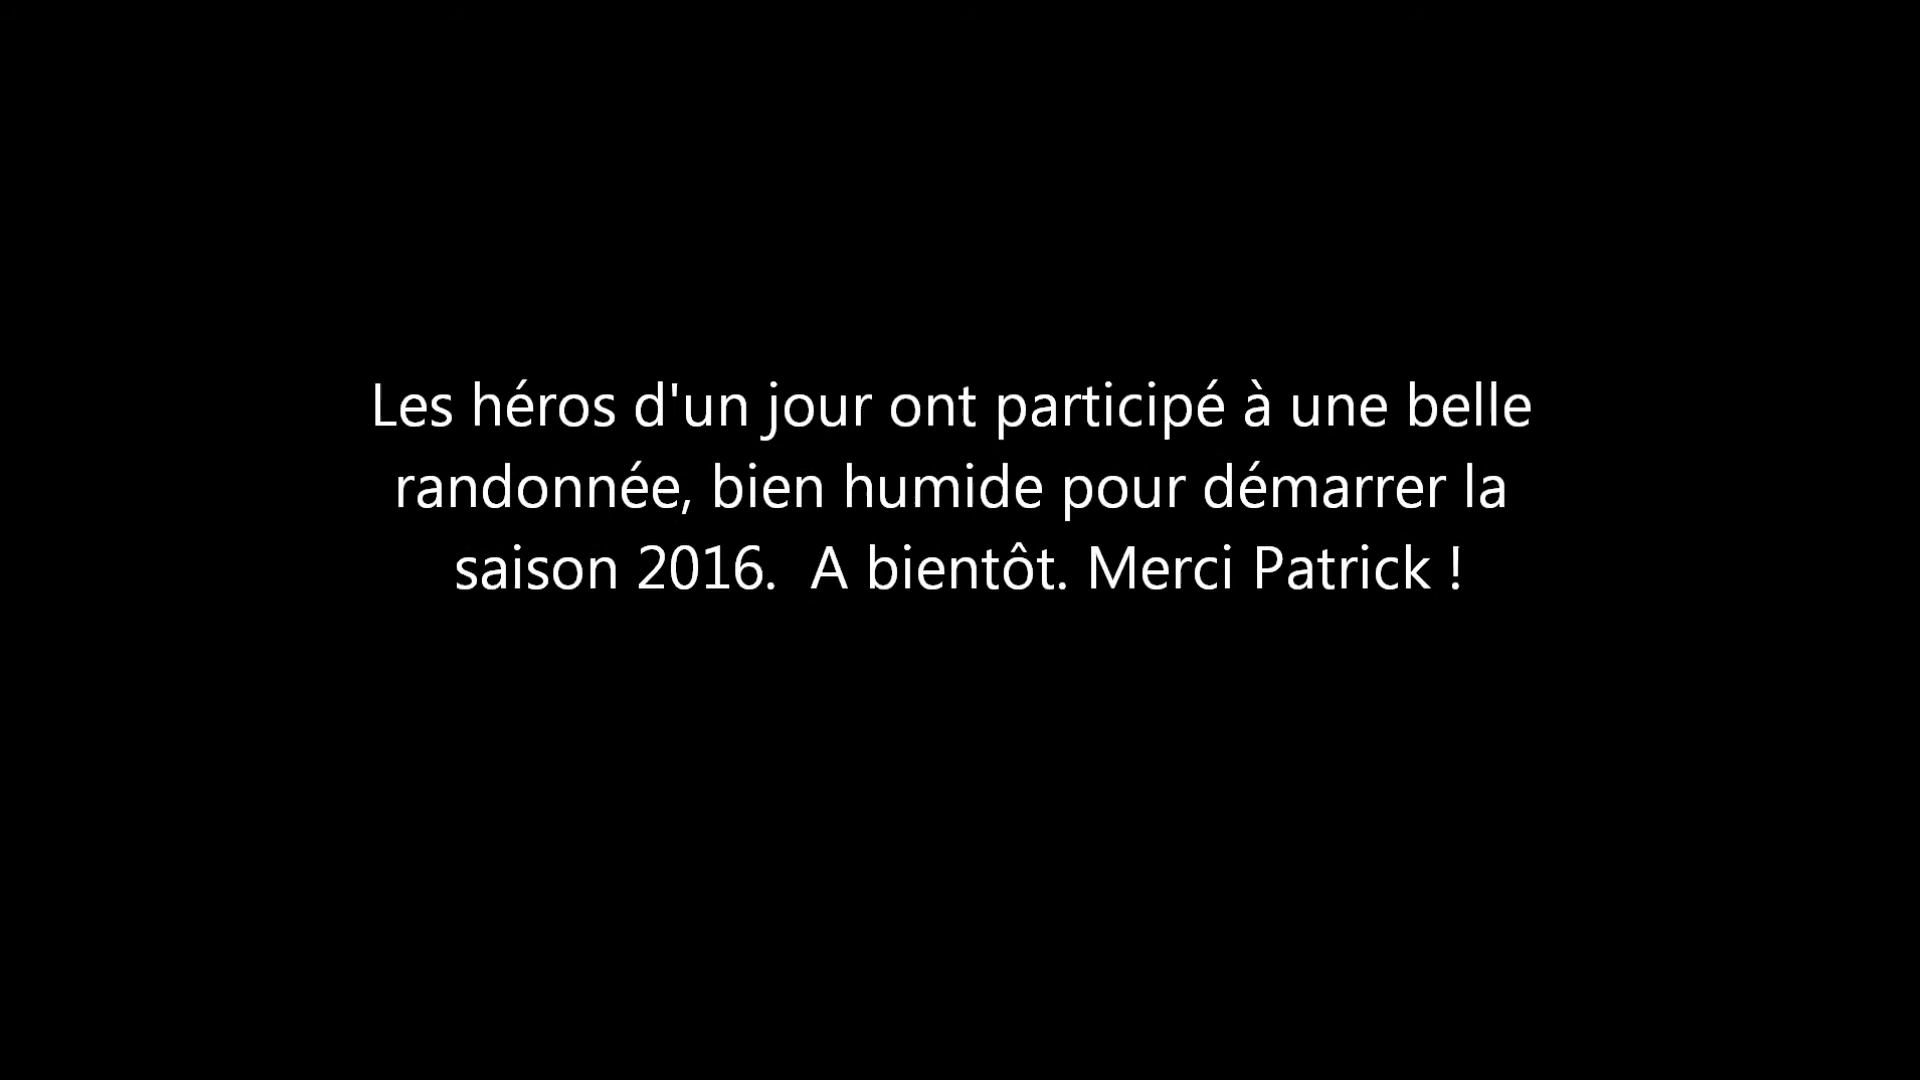 Les héros d'un jour ont participé à une belle
randonnée, bien humide pour démarrer la
saison 2016.  A bientôt. Merci Patrick !